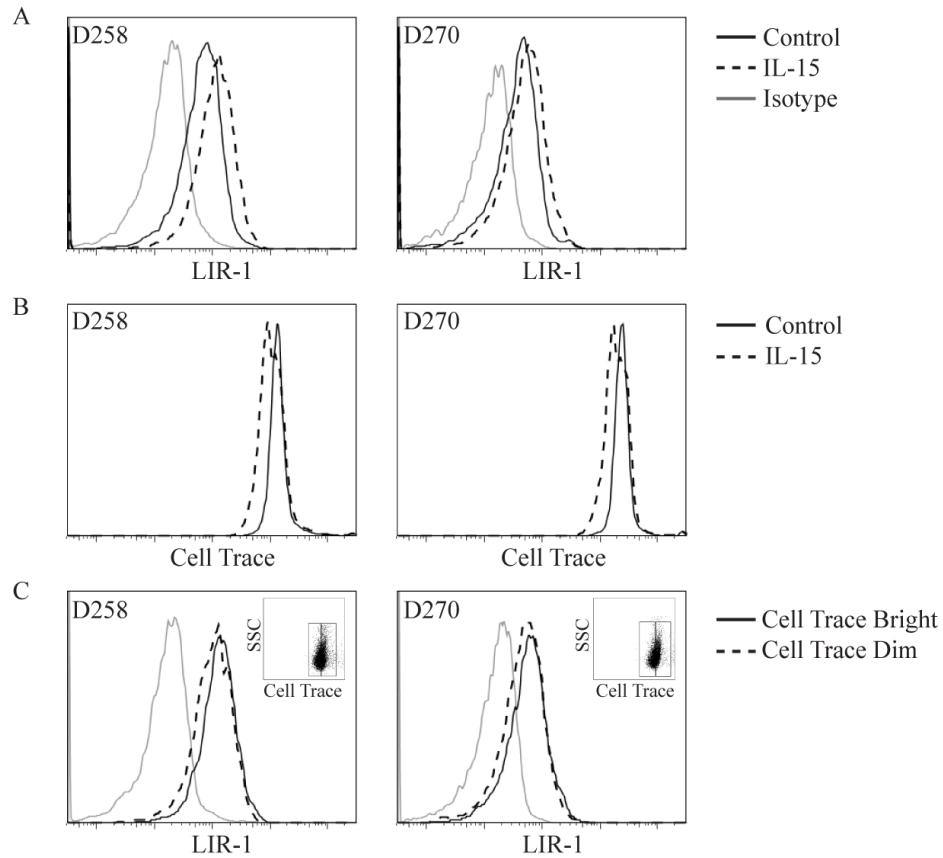 A
D258
D270
Control
IL-15
Isotype
LIR-1
LIR-1
B
D258
D270
Control
IL-15
Cell Trace
Cell Trace
C
D258
SSC
Cell Trace
D270
SSC
Cell Trace
Cell Trace Bright
Cell Trace Dim
LIR-1
LIR-1